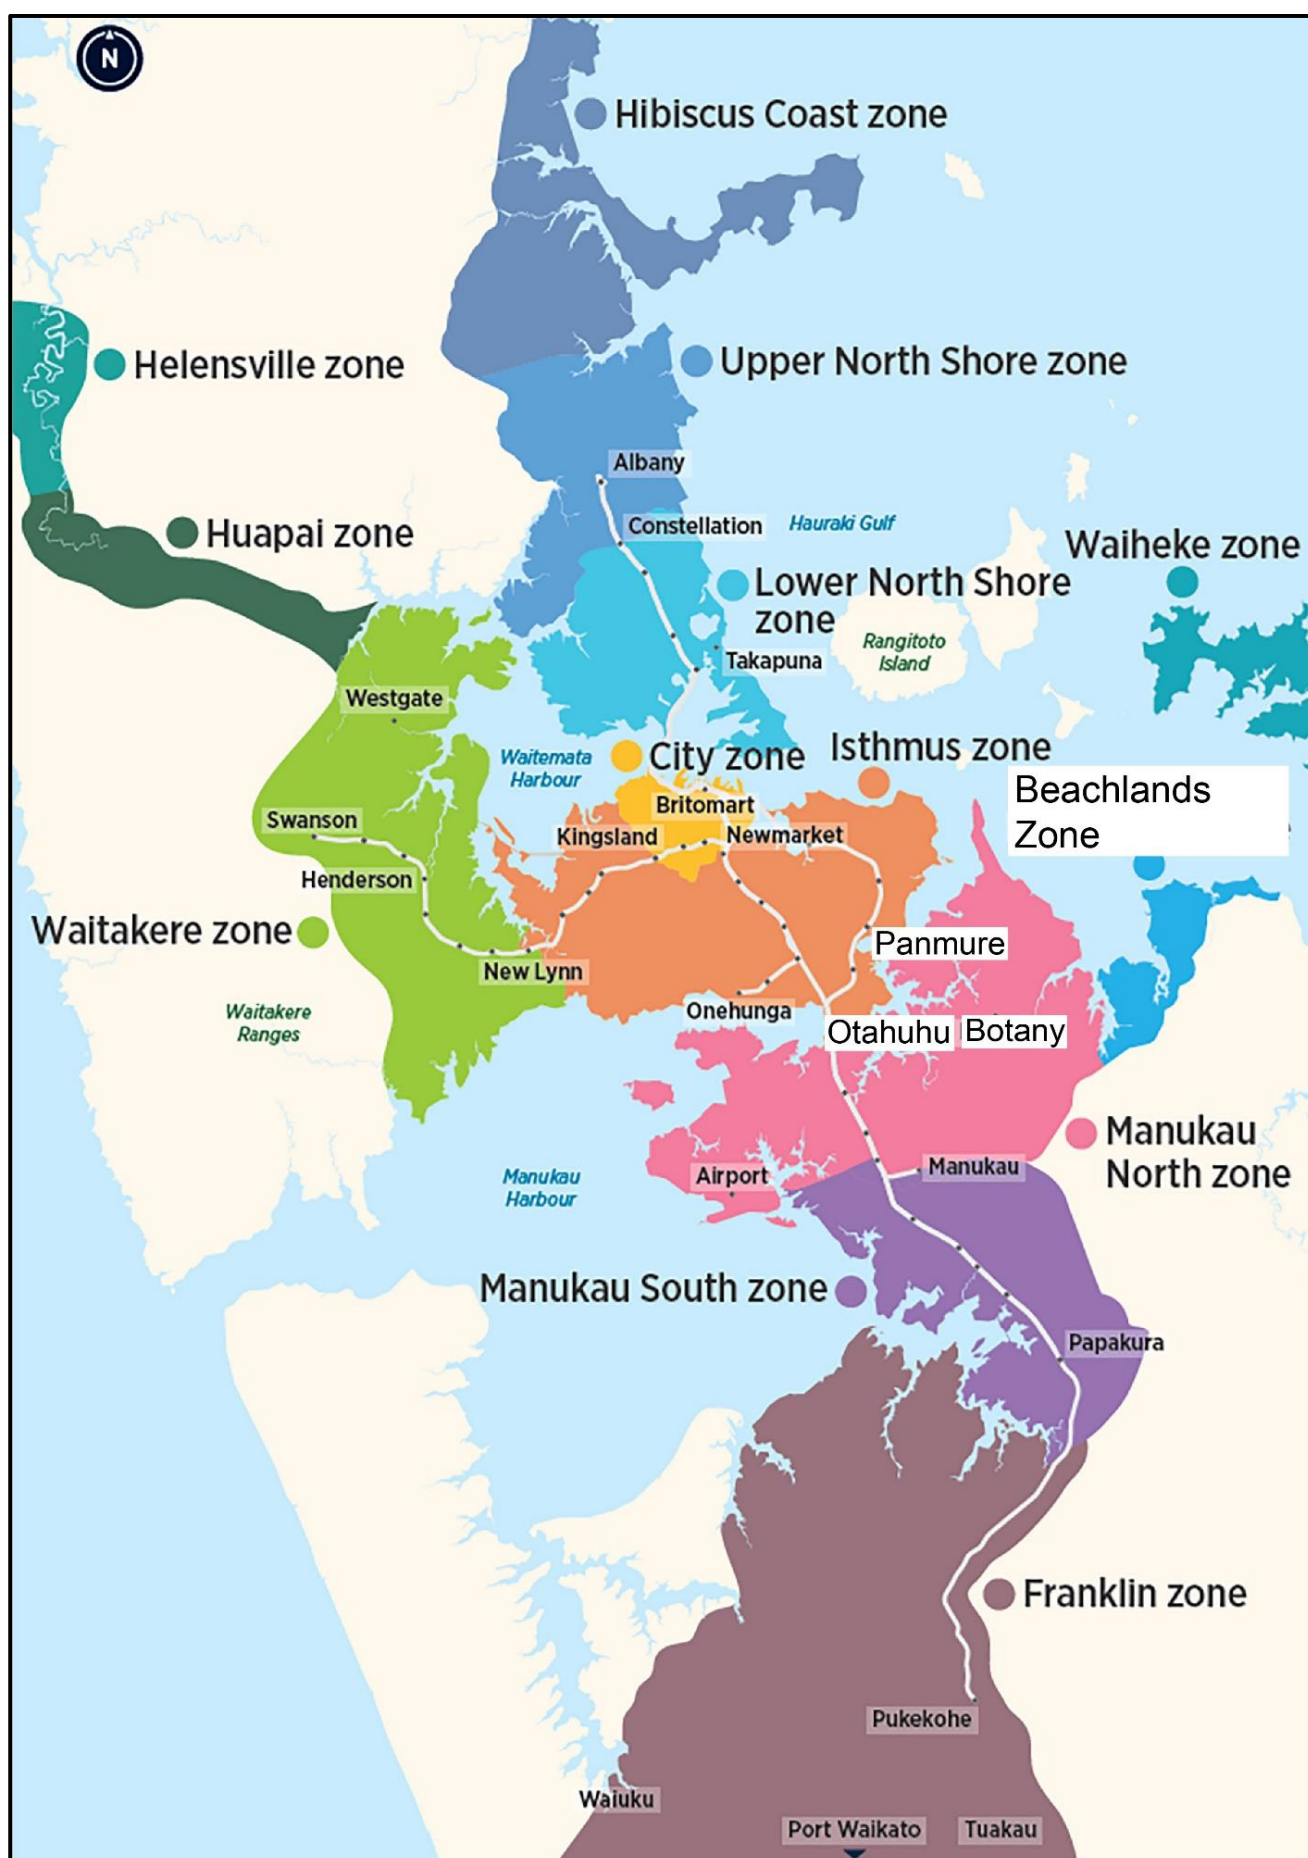 N
Hibiscus Coast zone
Helensville zone
Upper North Shore zone
Albany
Constellation
Hauraki Gulf
Huapai zone
Waiheke zone
Lower North Shore
zone
Rangitoto
Island
Takapuna
Westgate
Waitemata
Harbour
City zone
Isthmus zone
Beachlands
Zone
Britomart
Swanson
Kingsland
Newmarket
Henderson
Waitakere zone
Panmure
New Lynn
Waitakere
Ranges
Onehunga
Otahuhu
Botany
Manukau
North zone
Manukau
Airport
Manukau
Harbour
Manukau South zone
Papakura
Franklin zone
Pukekohe
Waiuku
Port Waikato
Tuakau